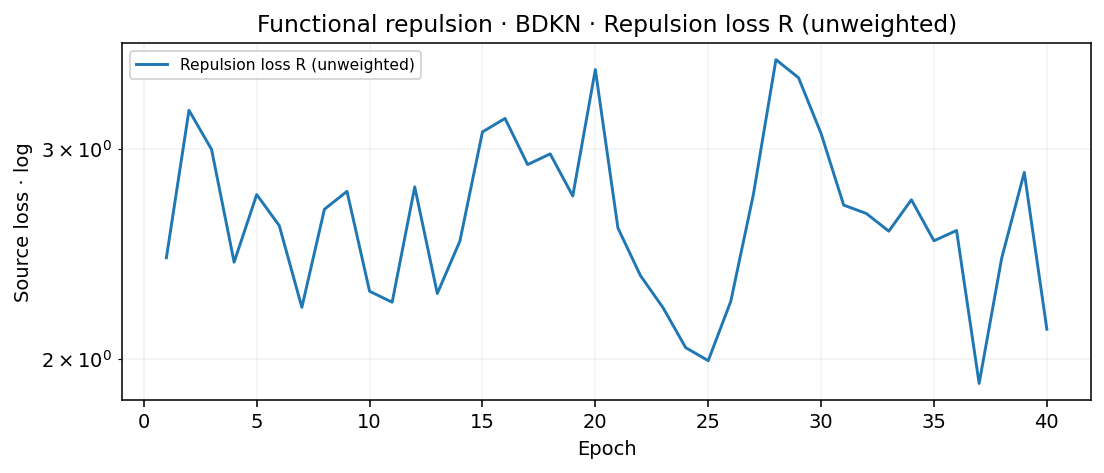 Functional repulsion · BDKN · Repulsion loss R (unweighted)
Repulsion loss R (unweighted)
Source loss · log
3 × 10⁰
2 × 10⁰
0 5 10 15 20 25 30 35 40
Epoch